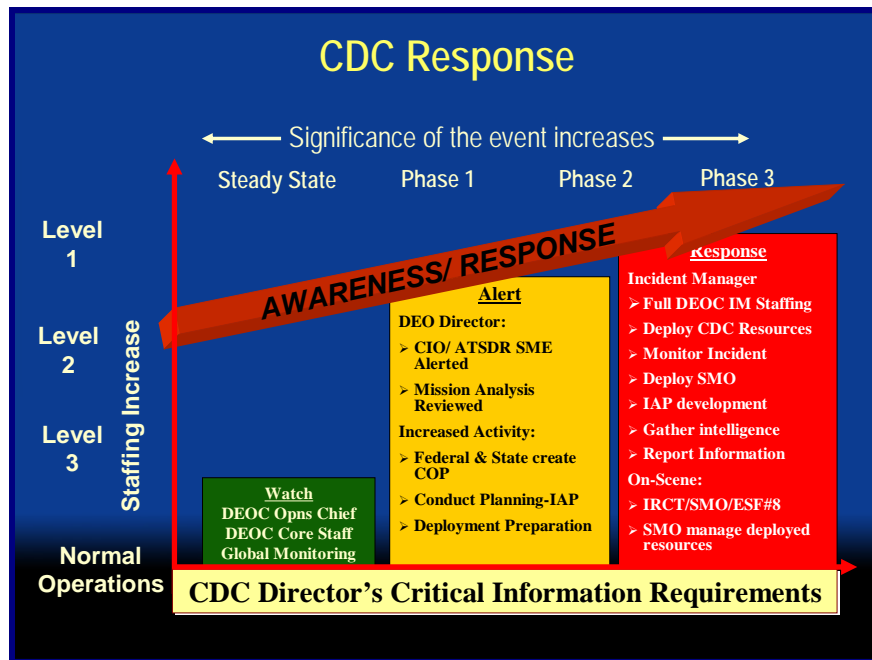 CDC Response
Significance of the event increases
Steady State
Phase 1
Phase 2
Phase 3
Level
1
Level
2
Level
3
Normal
Operations
Staffing Increase
AWARENESS/ RESPONSE
Watch
DEOC Opns Chief
DEOC Core Staff
Global Monitoring
Alert
DEO Director:
➢ CIO/ ATSDR SME
Alerted
➢ Mission Analysis
Reviewed
Increased Activity:
➢ Federal & State create
COP
➢ Conduct Planning-IAP
➢ Deployment Preparation
Response
Incident Manager
➢ Full DEOC IM Staffing
➢ Deploy CDC Resources
➢ Monitor Incident
➢ Deploy SMO
➢ IAP development
➢ Gather intelligence
➢ Report Information
On-Scene:
➢ IRCT/SMO/ESF#8
➢ SMO manage deployed
resources
CDC Director’s Critical Information Requirements